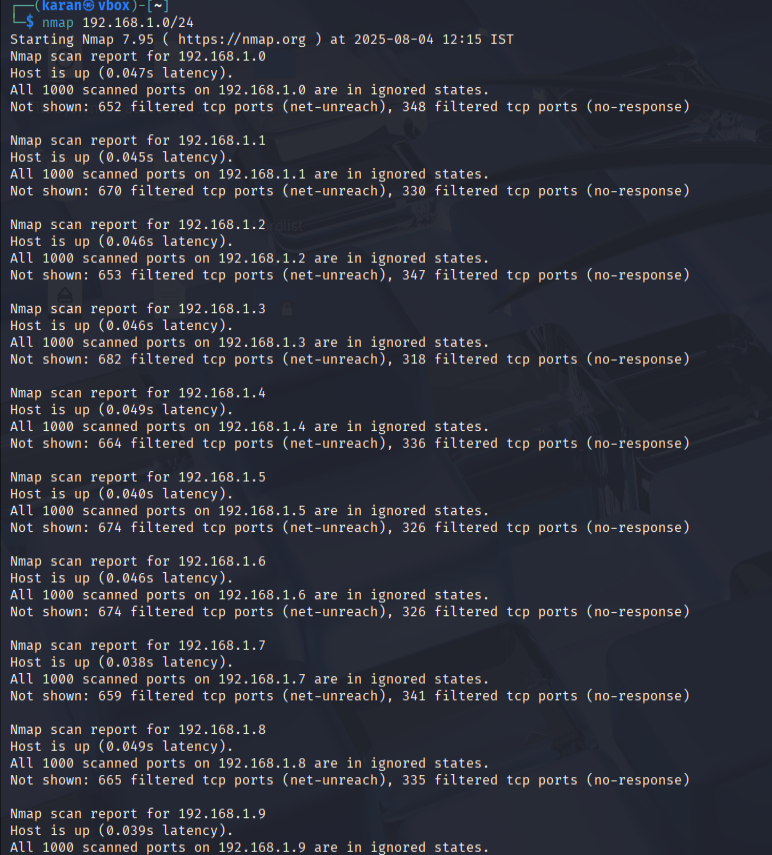 ┌──(karan㉿vbox)-[~]
└─$ nmap 192.168.1.0/24
Starting Nmap 7.95 ( https://nmap.org ) at 2025-08-04 12:15 IST
Nmap scan report for 192.168.1.0
Host is up (0.047s latency).
All 1000 scanned ports on 192.168.1.0 are in ignored states.
Not shown: 652 filtered tcp ports (net-unreach), 348 filtered tcp ports (no-response)

Nmap scan report for 192.168.1.1
Host is up (0.045s latency).
All 1000 scanned ports on 192.168.1.1 are in ignored states.
Not shown: 670 filtered tcp ports (net-unreach), 330 filtered tcp ports (no-response)

Nmap scan report for 192.168.1.2
Host is up (0.046s latency).
All 1000 scanned ports on 192.168.1.2 are in ignored states.
Not shown: 653 filtered tcp ports (net-unreach), 347 filtered tcp ports (no-response)

Nmap scan report for 192.168.1.3
Host is up (0.046s latency).
All 1000 scanned ports on 192.168.1.3 are in ignored states.
Not shown: 682 filtered tcp ports (net-unreach), 318 filtered tcp ports (no-response)

Nmap scan report for 192.168.1.4
Host is up (0.049s latency).
All 1000 scanned ports on 192.168.1.4 are in ignored states.
Not shown: 664 filtered tcp ports (net-unreach), 336 filtered tcp ports (no-response)

Nmap scan report for 192.168.1.5
Host is up (0.040s latency).
All 1000 scanned ports on 192.168.1.5 are in ignored states.
Not shown: 674 filtered tcp ports (net-unreach), 326 filtered tcp ports (no-response)

Nmap scan report for 192.168.1.6
Host is up (0.046s latency).
All 1000 scanned ports on 192.168.1.6 are in ignored states.
Not shown: 674 filtered tcp ports (net-unreach), 326 filtered tcp ports (no-response)

Nmap scan report for 192.168.1.7
Host is up (0.038s latency).
All 1000 scanned ports on 192.168.1.7 are in ignored states.
Not shown: 659 filtered tcp ports (net-unreach), 341 filtered tcp ports (no-response)

Nmap scan report for 192.168.1.8
Host is up (0.049s latency).
All 1000 scanned ports on 192.168.1.8 are in ignored states.
Not shown: 665 filtered tcp ports (net-unreach), 335 filtered tcp ports (no-response)

Nmap scan report for 192.168.1.9
Host is up (0.039s latency).
All 1000 scanned ports on 192.168.1.9 are in ignored states.